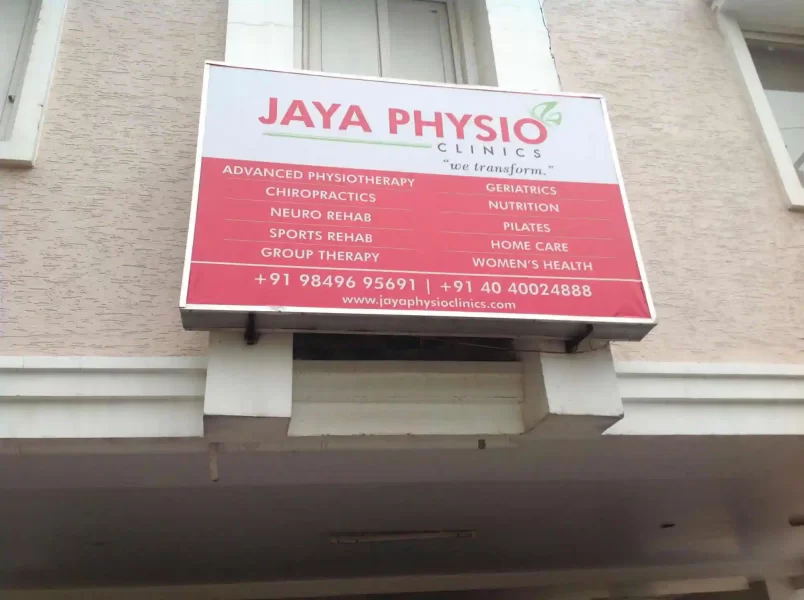 JAYA PHYSIO
CLINICS
"we transform."
ADVANCED PHYSIOTHERAPY
CHIROPRACTICS
NEURO REHAB
SPORTS REHAB
GROUP THERAPY
GERIATRICS
NUTRITION
PILATES
HOME CARE
WOMEN'S HEALTH
+91 98496 95691 | +91 40 40024888
www.jayaphysioclinics.com